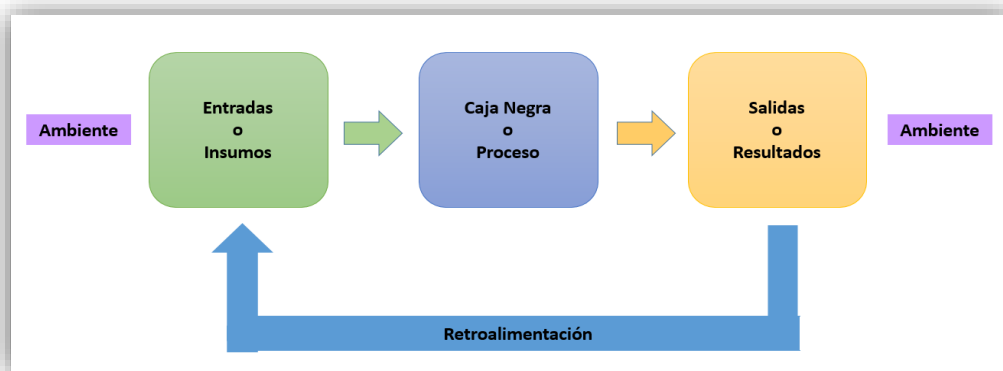 Ambiente
Entradas
o
Insumos
Caja Negra
o
Proceso
Salidas
o
Resultados
Ambiente
Retroalimentación